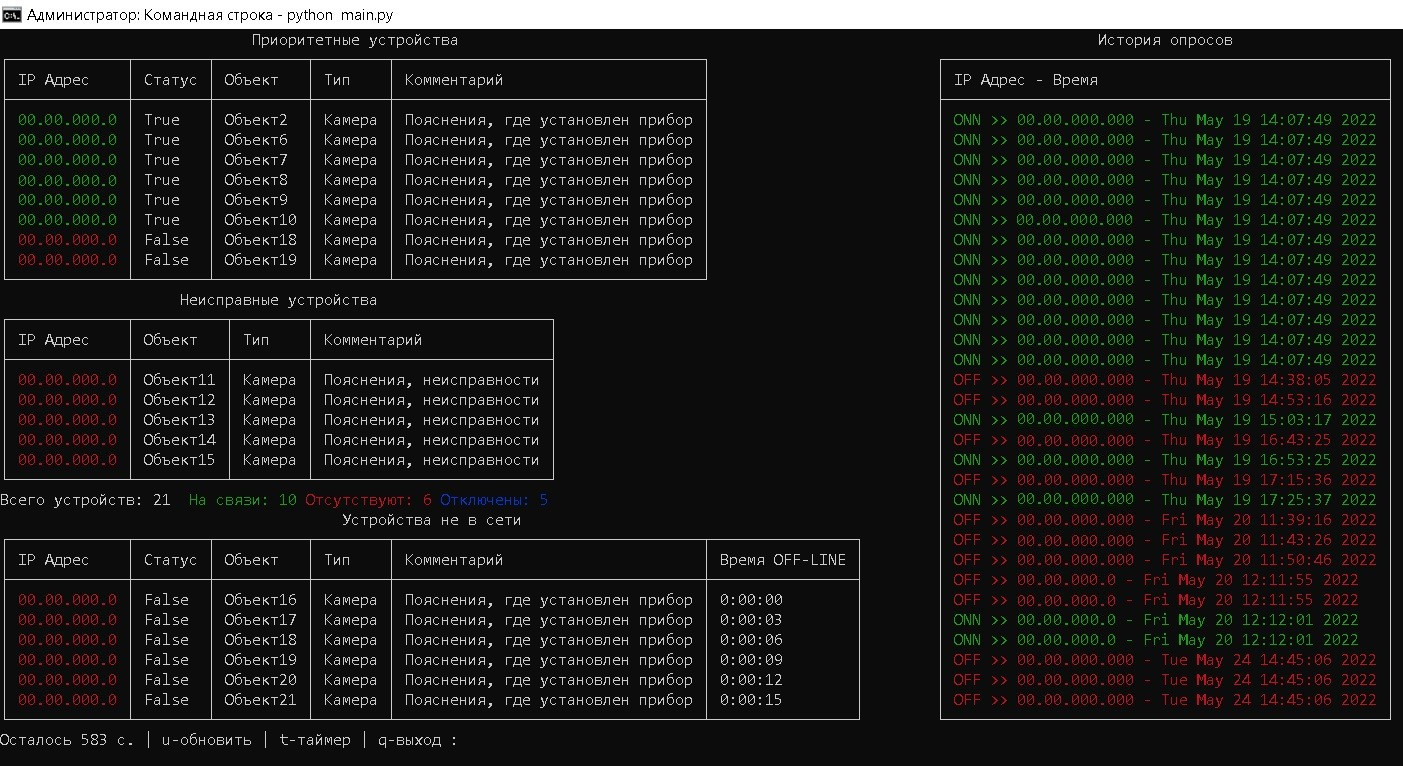 Администратор: Командная строка - python main.py
Приоритетные устройства
IP Адрес Статус Объект Тип Комментарий
00.00.000.0 True Объект2 Камера Пояснения, где установлен прибор
00.00.000.0 True Объект6 Камера Пояснения, где установлен прибор
00.00.000.0 True Объект7 Камера Пояснения, где установлен прибор
00.00.000.0 True Объект8 Камера Пояснения, где установлен прибор
00.00.000.0 True Объект9 Камера Пояснения, где установлен прибор
00.00.000.0 True Объект10 Камера Пояснения, где установлен прибор
00.00.000.0 False Объект18 Камера Пояснения, где установлен прибор
00.00.000.0 False Объект19 Камера Пояснения, где установлен прибор
Неисправные устройства
IP Адрес Объект Тип Комментарий
00.00.000.0 Объект11 Камера Пояснения, неисправности
00.00.000.0 Объект12 Камера Пояснения, неисправности
00.00.000.0 Объект13 Камера Пояснения, неисправности
00.00.000.0 Объект14 Камера Пояснения, неисправности
00.00.000.0 Объект15 Камера Пояснения, неисправности
Всего устройств: 21 На связи: 10 Отсутствуют: 6 Отключены: 5
Устройства не в сети
IP Адрес Статус Объект Тип Комментарий Время OFF-LINE
00.00.000.0 False Объект16 Камера Пояснения, где установлен прибор 0:00:00
00.00.000.0 False Объект17 Камера Пояснения, где установлен прибор 0:00:03
00.00.000.0 False Объект18 Камера Пояснения, где установлен прибор 0:00:06
00.00.000.0 False Объект19 Камера Пояснения, где установлен прибор 0:00:09
00.00.000.0 False Объект20 Камера Пояснения, где установлен прибор 0:00:12
00.00.000.0 False Объект21 Камера Пояснения, где установлен прибор 0:00:15
Осталось 583 с. | u-обновить | t-таймер | q-выход :
История опросов
IP Адрес - Время
ONN >> 00.00.000.000 - Thu May 19 14:07:49 2022
ONN >> 00.00.000.000 - Thu May 19 14:07:49 2022
ONN >> 00.00.000.000 - Thu May 19 14:07:49 2022
ONN >> 00.00.000.000 - Thu May 19 14:07:49 2022
ONN >> 00.00.000.000 - Thu May 19 14:07:49 2022
ONN >> 00.00.000.000 - Thu May 19 14:07:49 2022
ONN >> 00.00.000.000 - Thu May 19 14:07:49 2022
ONN >> 00.00.000.000 - Thu May 19 14:07:49 2022
ONN >> 00.00.000.000 - Thu May 19 14:07:49 2022
ONN >> 00.00.000.000 - Thu May 19 14:07:49 2022
ONN >> 00.00.000.000 - Thu May 19 14:07:49 2022
ONN >> 00.00.000.000 - Thu May 19 14:07:49 2022
ONN >> 00.00.000.000 - Thu May 19 14:07:49 2022
OFF >> 00.00.000.000 - Thu May 19 14:38:05 2022
OFF >> 00.00.000.000 - Thu May 19 14:53:16 2022
ONN >> 00.00.000.000 - Thu May 19 15:03:17 2022
OFF >> 00.00.000.000 - Thu May 19 16:43:25 2022
ONN >> 00.00.000.000 - Thu May 19 16:53:25 2022
OFF >> 00.00.000.000 - Thu May 19 17:15:36 2022
ONN >> 00.00.000.000 - Thu May 19 17:25:37 2022
OFF >> 00.00.000.000 - Fri May 20 11:39:16 2022
OFF >> 00.00.000.000 - Fri May 20 11:43:26 2022
OFF >> 00.00.000.000 - Fri May 20 11:50:46 2022
OFF >> 00.00.000.0 - Fri May 20 12:11:55 2022
OFF >> 00.00.000.0 - Fri May 20 12:11:55 2022
ONN >> 00.00.000.0 - Fri May 20 12:12:01 2022
ONN >> 00.00.000.0 - Fri May 20 12:12:01 2022
OFF >> 00.00.000.000 - Tue May 24 14:45:06 2022
OFF >> 00.00.000.000 - Tue May 24 14:45:06 2022
OFF >> 00.00.000.000 - Tue May 24 14:45:06 2022